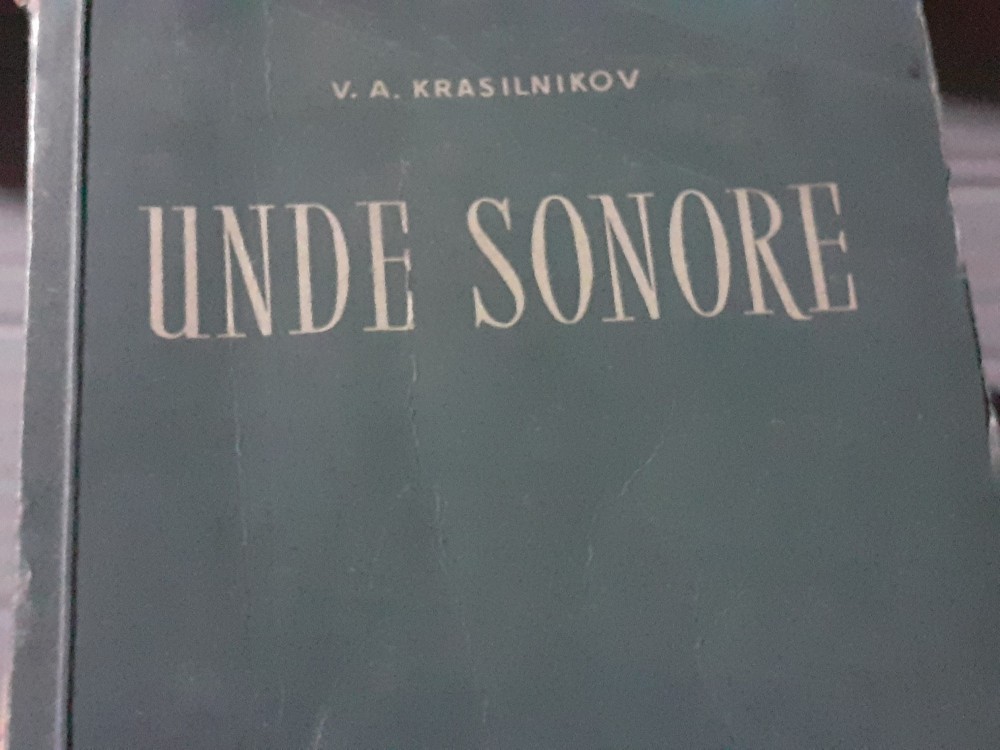 V. A. KRASILNIKOV
UNDE SONORE